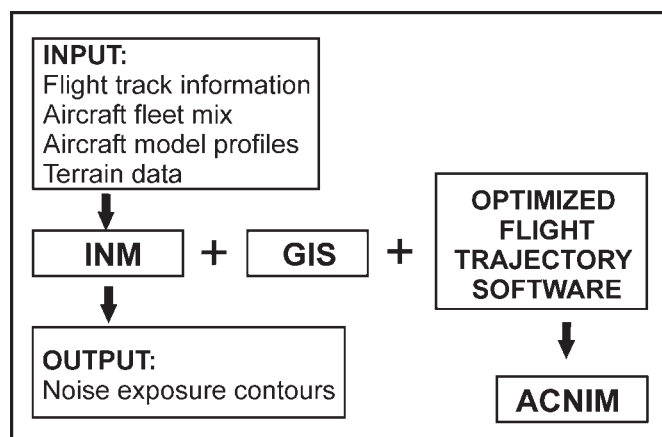 INPUT:
Flight track information
Aircraft fleet mix
Aircraft model profiles
Terrain data
INM + GIS +
OPTIMIZED
FLIGHT
TRAJECTORY
SOFTWARE
OUTPUT:
Noise exposure contours
ACNIM